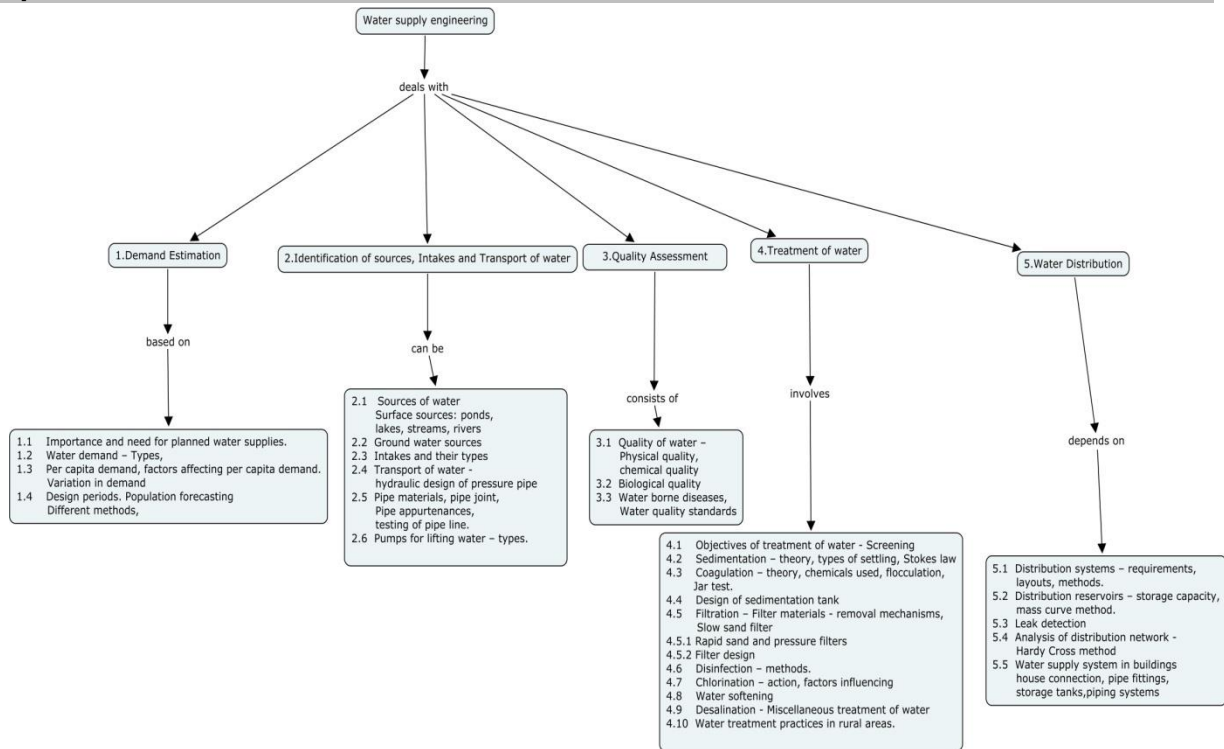 Water supply engineering
deals with
1.Demand Estimation
2.Identification of sources, Intakes and Transport of water
3.Quality Assessment
4.Treatment of water
5.Water Distribution
based on
can be
consists of
involves
depends on
1.1 Importance and need for planned water supplies.
1.2 Water demand – Types,
1.3 Per capita demand, factors affecting per capita demand.
Variation in demand
1.4 Design periods. Population forecasting
Different methods,
2.1 Sources of water
Surface sources: ponds,
lakes, streams, rivers
2.2 Ground water sources
2.3 Intakes and their types
2.4 Transport of water -
hydraulic design of pressure pipe
2.5 Pipe materials, pipe joint,
Pipe appurtenances,
testing of pipe line.
2.6 Pumps for lifting water – types.
3.1 Quality of water –
Physical quality,
chemical quality
3.2 Biological quality
3.3 Water borne diseases,
Water quality standards
4.1 Objectives of treatment of water - Screening
4.2 Sedimentation – theory, types of settling, Stokes law
4.3 Coagulation – theory, chemicals used, flocculation,
Jar test.
4.4 Design of sedimentation tank
4.5 Filtration – Filter materials - removal mechanisms,
Slow sand filter
4.5.1 Rapid sand and pressure filters
4.5.2 Filter design
4.6 Disinfection – methods.
4.7 Chlorination – action, factors influencing
4.8 Water softening
4.9 Desalination - Miscellaneous treatment of water
4.10 Water treatment practices in rural areas.
5.1 Distribution systems – requirements,
layouts, methods.
5.2 Distribution reservoirs – storage capacity,
mass curve method.
5.3 Leak detection
5.4 Analysis of distribution network -
Hardy Cross method
5.5 Water supply system in buildings
house connection, pipe fittings,
storage tanks,piping systems